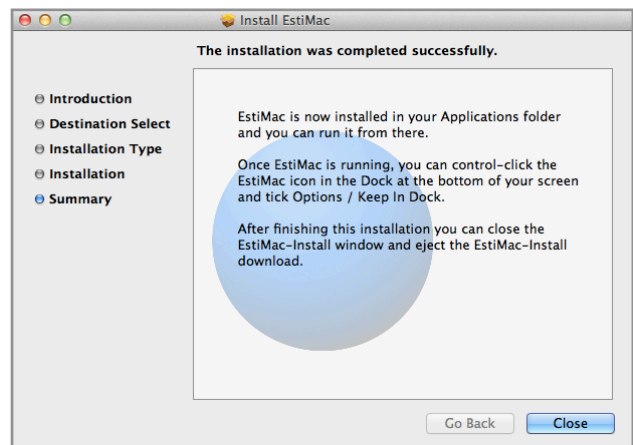 Install EstiMac
The installation was completed successfully.
Introduction
Destination Select
Installation Type
Installation
Summary
EstiMac is now installed in your Applications folder
and you can run it from there.
Once EstiMac is running, you can control-click the
EstiMac icon in the Dock at the bottom of your screen
and tick Options / Keep In Dock.
After finishing this installation you can close the
EstiMac-Install window and eject the EstiMac-Install
download.
Go Back
Close